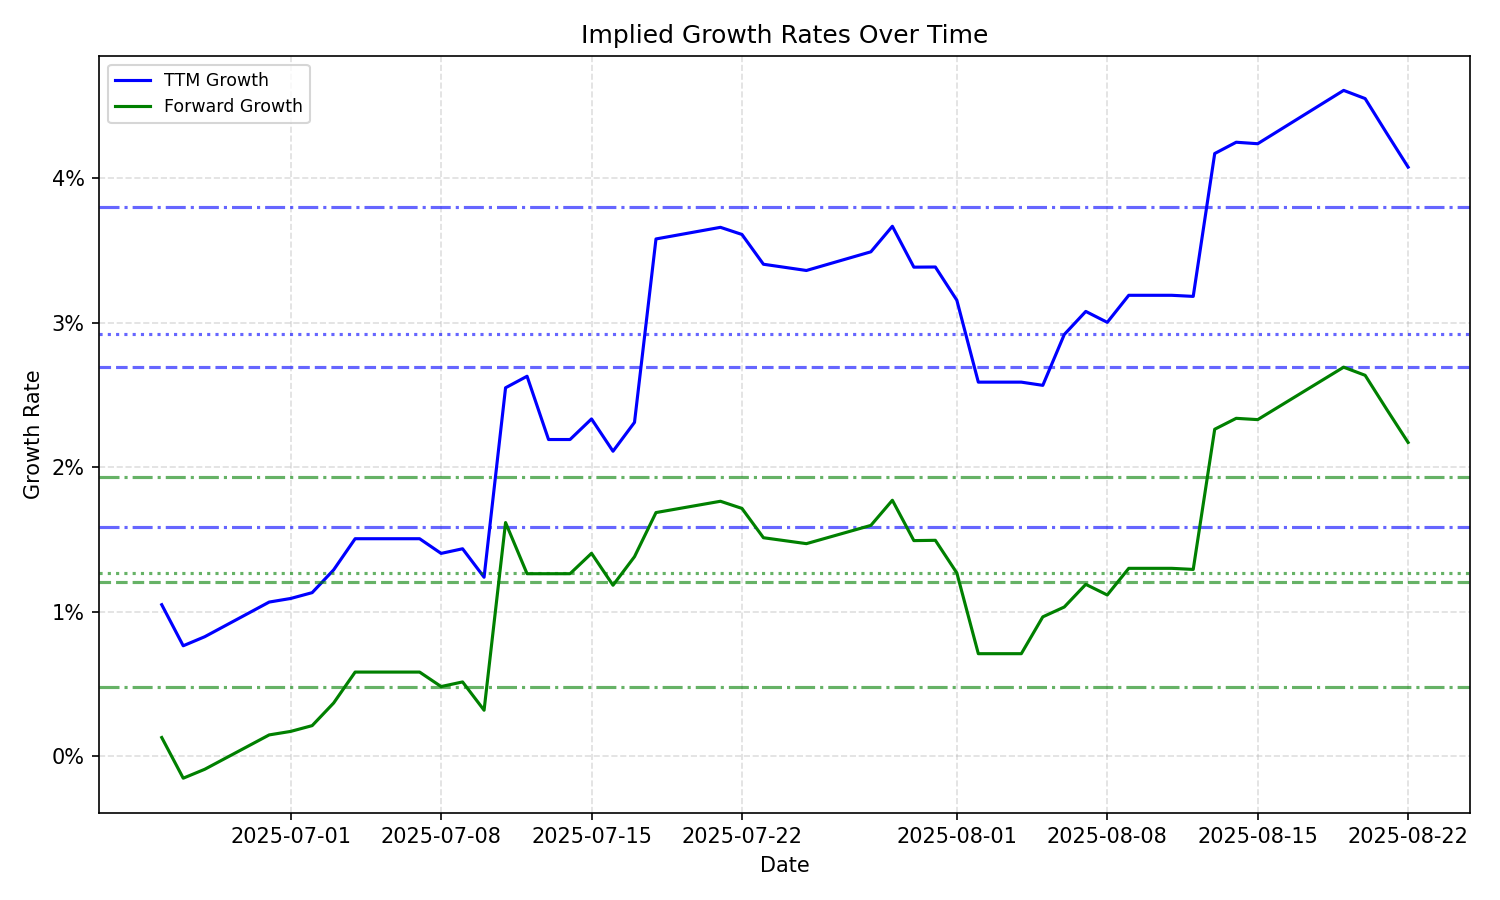 Implied Growth Rates Over Time
TTM Growth
Forward Growth
4%
3%
2%
1%
0%
Growth Rate
2025-07-01
2025-07-08
2025-07-15
2025-07-22
2025-08-01
2025-08-08
2025-08-15
2025-08-22
Date